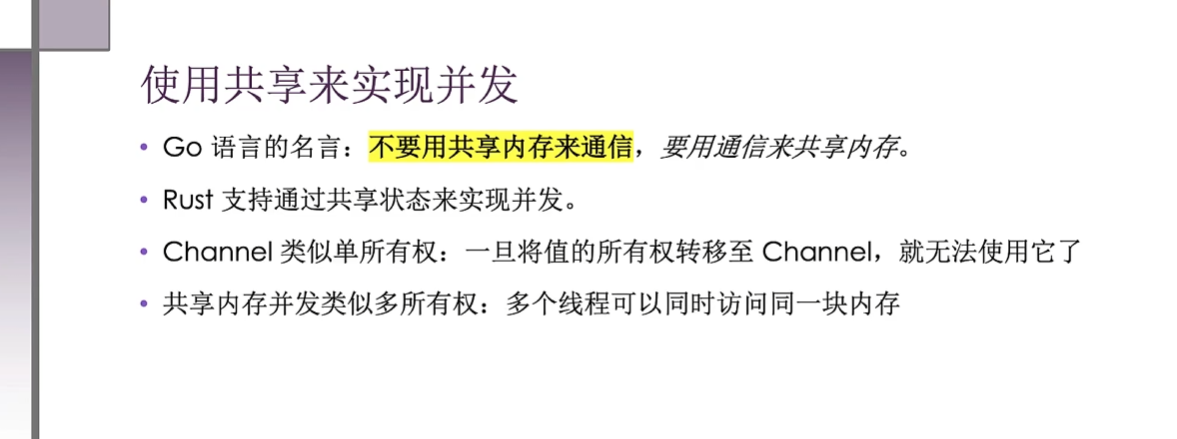 使用共享来实现并发
• Go 语言的名言：不要用共享内存来通信，要用通信来共享内存。
• Rust 支持通过共享状态来实现并发。
• Channel 类似单所有权：一旦将值的所有权转移至 Channel，就无法使用它了
• 共享内存并发类似多所有权：多个线程可以同时访问同一块内存